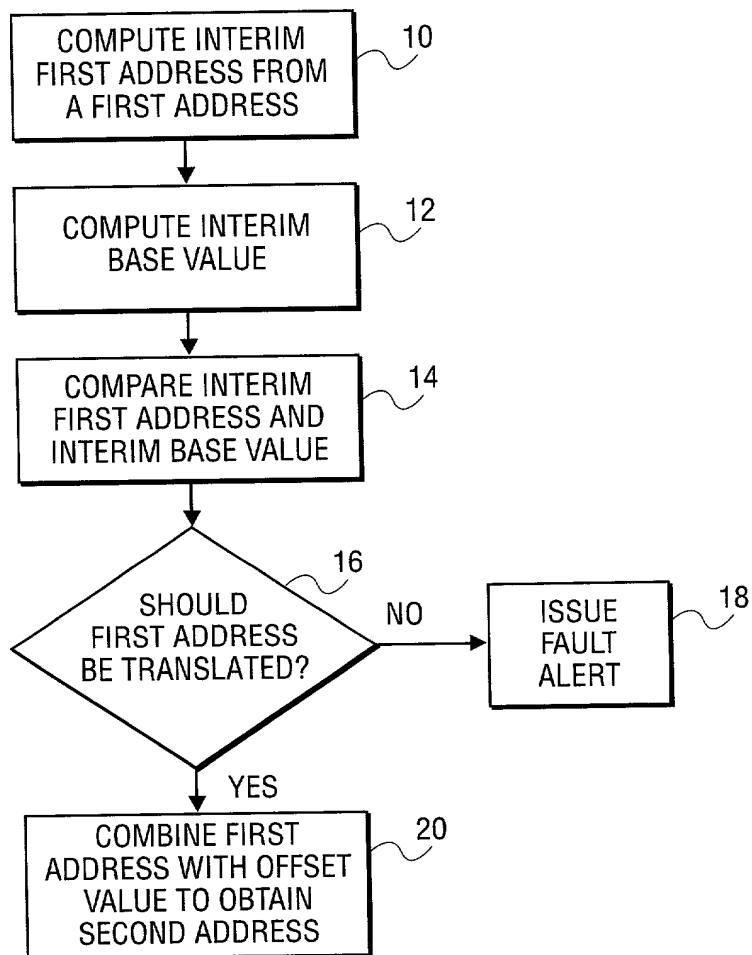 COMPUTE INTERIM
FIRST ADDRESS FROM
A FIRST ADDRESS
10
COMPUTE INTERIM
BASE VALUE
12
COMPARE INTERIM
FIRST ADDRESS AND
INTERIM BASE VALUE
14
SHOULD
FIRST ADDRESS
BE TRANSLATED?
16
NO
ISSUE
FAULT
ALERT
18
YES
COMBINE FIRST
ADDRESS WITH OFFSET
VALUE TO OBTAIN
SECOND ADDRESS
20